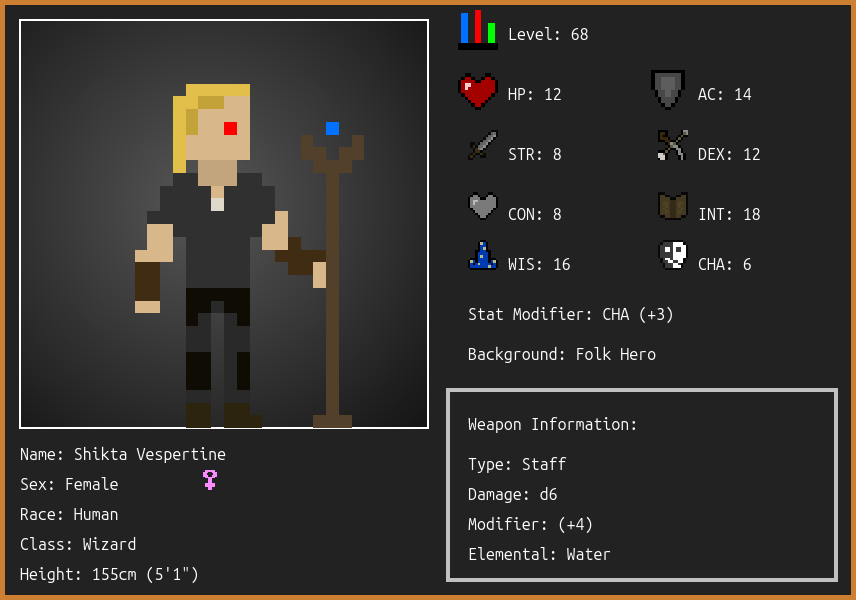 Level: 68
HP: 12
AC: 14
STR: 8
DEX: 12
CON: 8
INT: 18
WIS: 16
CHA: 6
Stat Modifier: CHA (+3)
Background: Folk Hero
Weapon Information:
Type: Staff
Damage: d6
Modifier: (+4)
Elemental: Water
Name: Shikta Vespertine
Sex: Female
Race: Human
Class: Wizard
Height: 155cm (5'1")